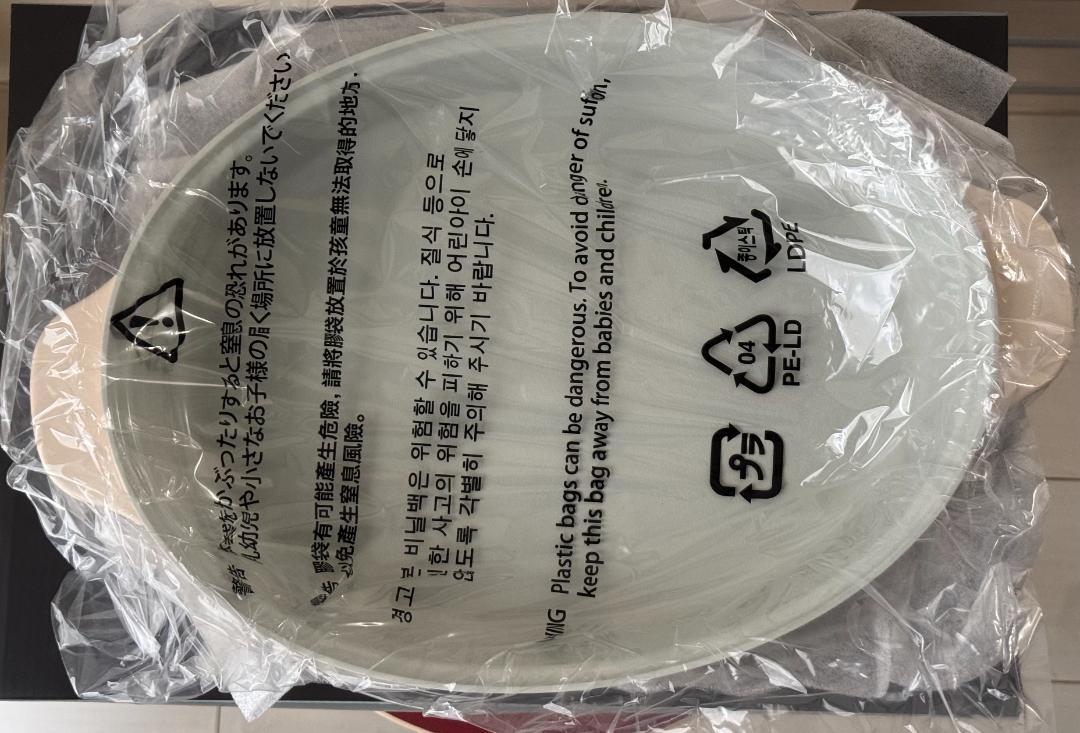 警告 袋をかぶったりすると窒息の恐れがあります。
幼児や小さなお子様の届く場所に放置しないでください
膠袋有可能產生危險, 請將膠袋放置於孩童無法取得的地方,
以免產生窒息風險。
경고 본 비닐백은 위험할 수 있습니다. 질식 등으로
인한 사고의 위험을 피하기 위해 어린아이 손에 닿지
않도록 각별히 주의해 주시기 바랍니다.
Plastic bags can be dangerous. To avoid danger of
keep this bag away from babies and children.
プラ
04
PE-LD
LDPE